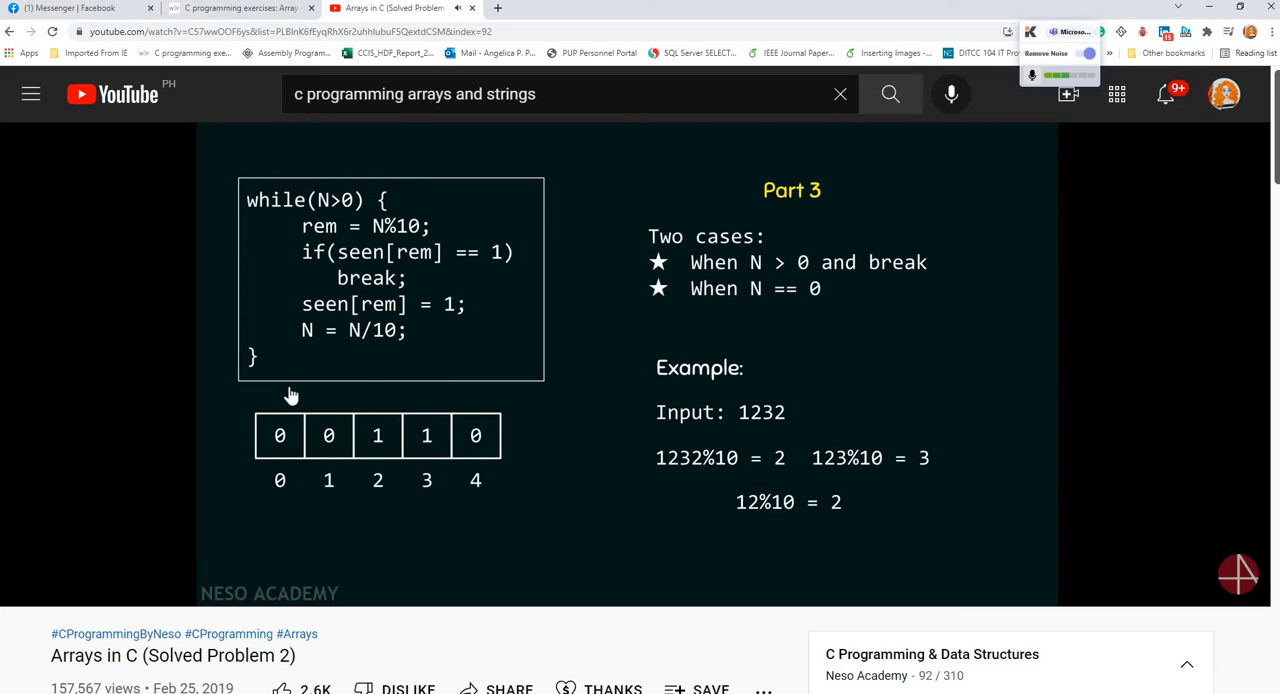 (1) Messenger | Facebook
C programming exercises: Array
Arrays in C (Solved Problem
youtube.com/watch?v=C57wwOOF6ys&list=PLBlnK6fEyqRhX6r2uhhlubuF5QextdCSM&index=92
Microso...
15
Apps
Imported From IE
C programming exe...
Assembly Program...
CCIS_HDF_Report_2...
Mail - Angelica P. P...
PUP Personnel Portal
SQL Server SELECT...
IEEE Journal Paper...
Inserting Images -...
DITCC 104 IT Pr
Remove Noise
»
Other bookmarks
Reading list
YouTube PH
c programming arrays and strings
9+
while(N>0) {
rem = N%10;
if(seen[rem] == 1)
break;
seen[rem] = 1;
N = N/10;
}
0 0 1 1 0
0 1 2 3 4
Part 3
Two cases:
★ When N > 0 and break
★ When N == 0
Example:
Input: 1232
1232%10 = 2 123%10 = 3
12%10 = 2
NESO ACADEMY
#CProgrammingByNeso #CProgramming #Arrays
Arrays in C (Solved Problem 2)
157,567 views • Feb 25, 2019
2.6K
DISLIKE
SHARE
THANKS
SAVE
...
C Programming & Data Structures
Neso Academy - 92 / 310